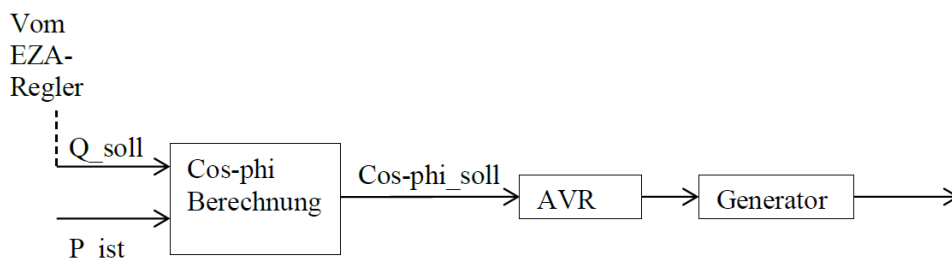 Vom
EZA-
Regler
Q_soll
Cos-phi
Berechnung
Cos-phi_soll
AVR
Generator
P_ist